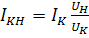 I_КН = I_К U_Н/U_К